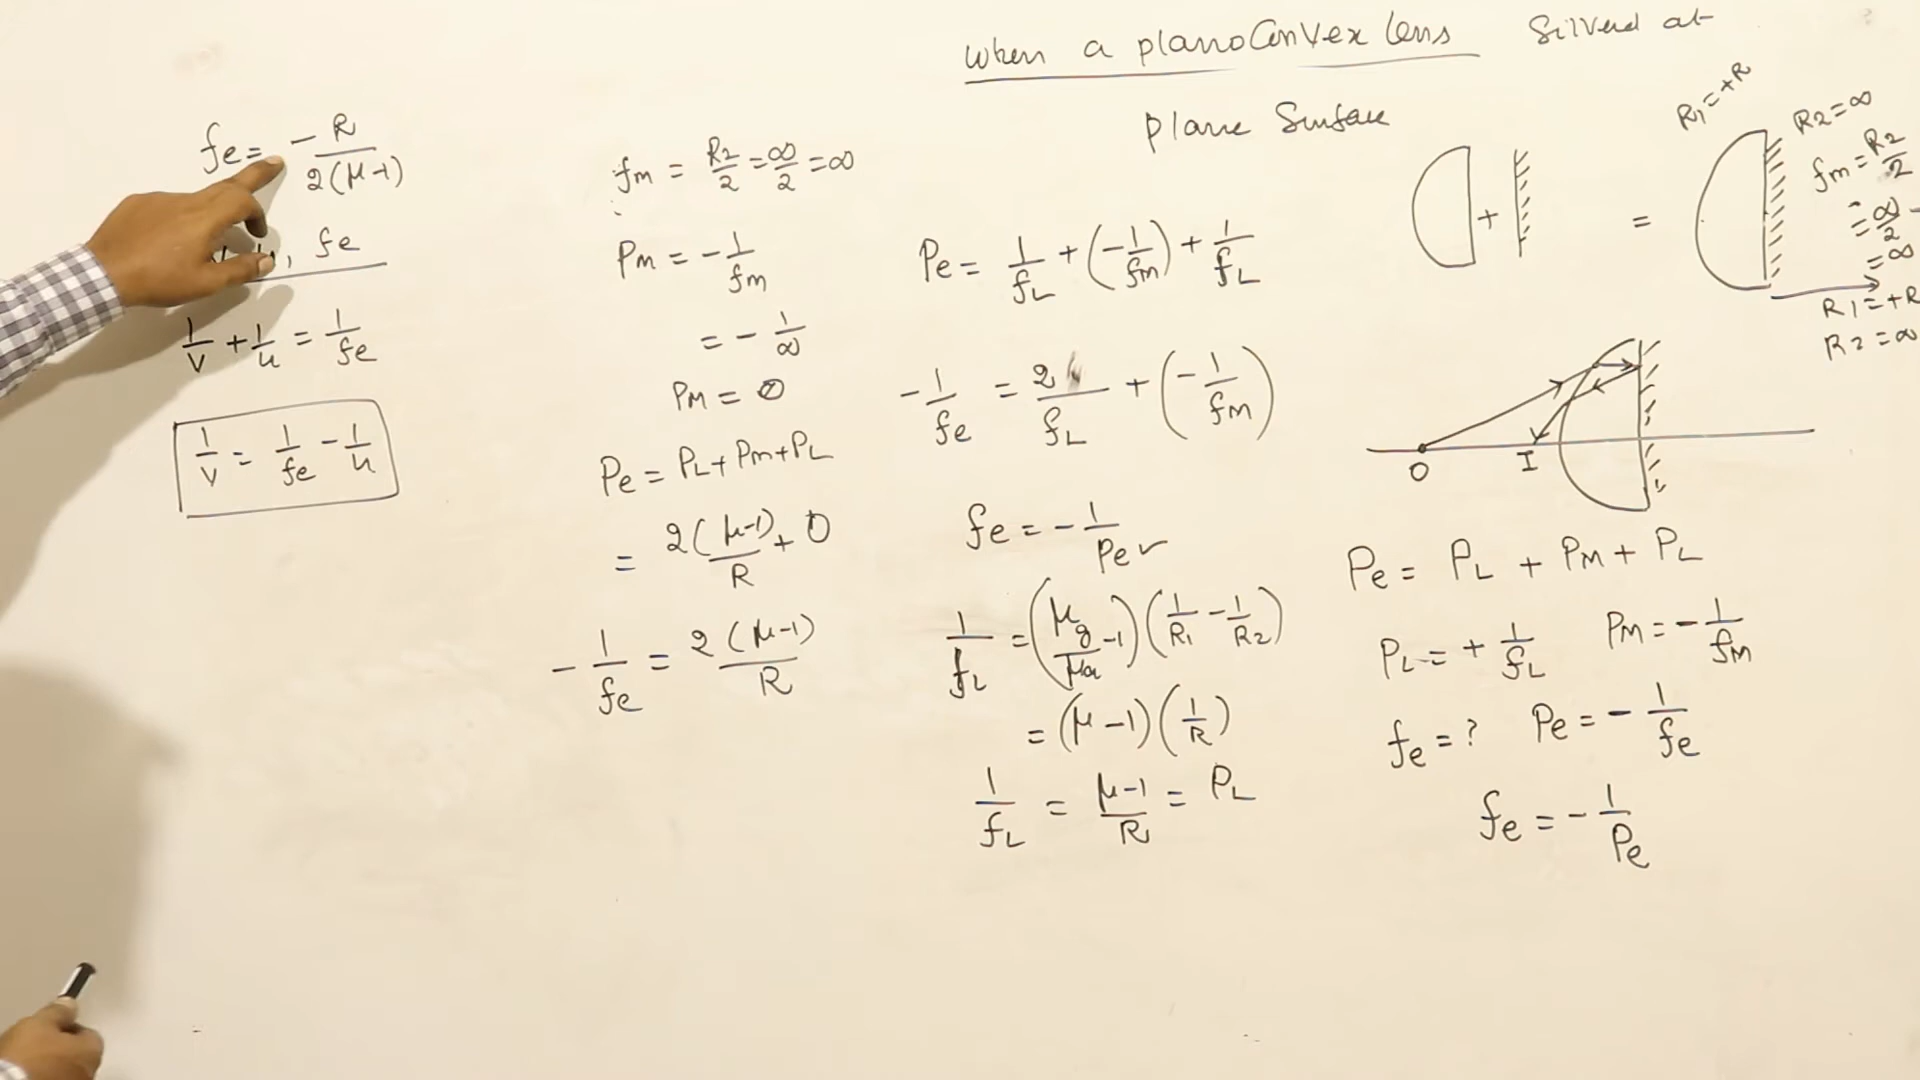 When a planoConvex lens Silvered at
plane Surface
R1=+R
R2=∞
fm=R2/2
=∞/2
=∞
R1=+R
R2=∞
+
=
O
I
Pe = PL + PM + PL
PL = + 1/fL
PM = - 1/fM
fe = ?
Pe = - 1/fe
fe = - 1/Pe
Pe = 1/fL + (-1/fM) + 1/fL
- 1/fe = 2/fL + (-1/fM)
fe = - 1/Pe
1/fL = (μg/μa - 1)(1/R1 - 1/R2)
= (μ-1)(1/R)
1/fL = μ-1/R = PL
fm = R2/2 = ∞/2 = ∞
Pm = - 1/fm
= - 1/∞
PM = 0
Pe = PL + PM + PL
= 2(μ-1)/R + 0
- 1/fe = 2(μ-1)/R
fe = - R/2(μ-1)
, fe
1/v + 1/u = 1/fe
1/v = 1/fe - 1/u